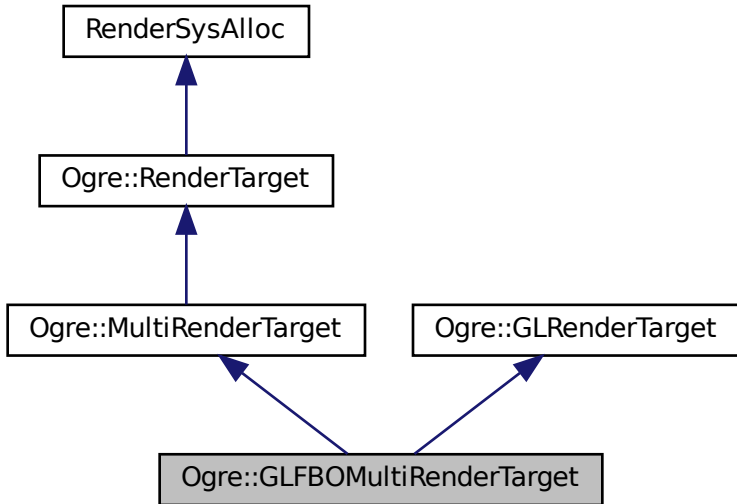 RenderSysAlloc
Ogre::RenderTarget
Ogre::MultiRenderTarget
Ogre::GLRenderTarget
Ogre::GLFBOMultiRenderTarget